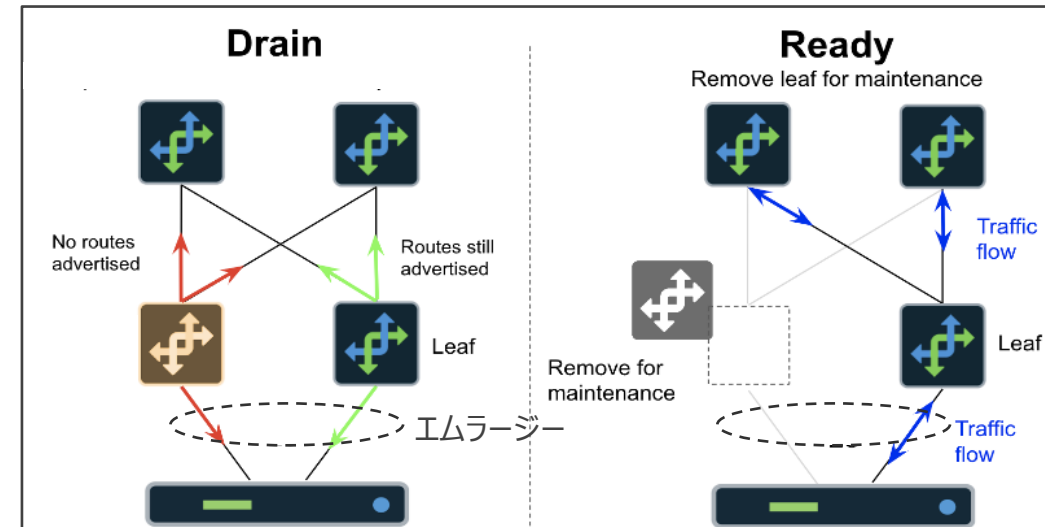 Drain
No routes
advertised
Routes still
advertised
Leaf
エムラージー
Ready
Remove leaf for maintenance
Traffic
flow
Leaf
Remove for
maintenance
Traffic
flow